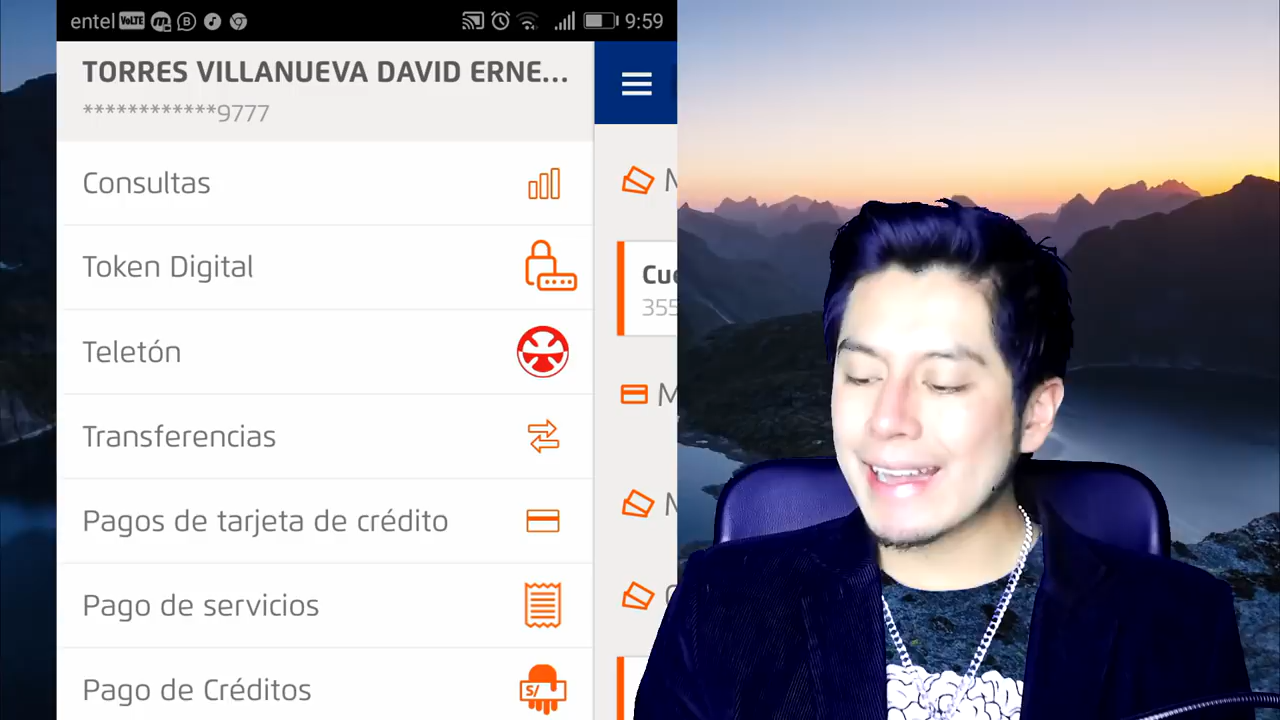 entel VoLTE 9:59
TORRES VILLANUEVA DAVID ERNE...
************9777
Consultas
Token Digital
Teletón
Transferencias
Pagos de tarjeta de crédito
Pago de servicios
Pago de Créditos
S/
M
Cue
355
M
M